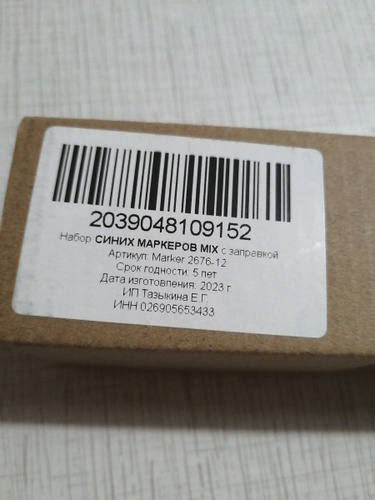 2039048109152
Набор СИНИХ МАРКЕРОВ MIX с заправкой
Артикул: Marker 2676-12
Срок годности: 5 лет
Дата изготовления: 2023 г.
ИП Тазыкина Е.Г.
ИНН 026905653433